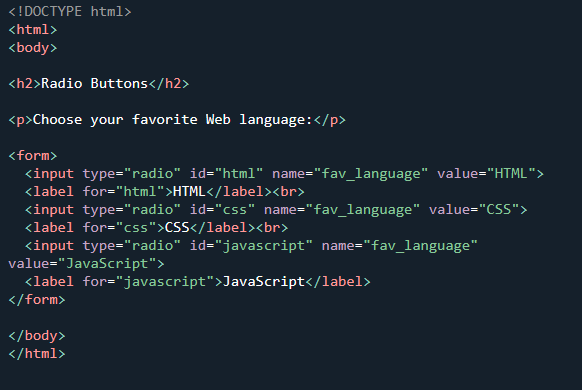 <!DOCTYPE html>
<html>
<body>

<h2>Radio Buttons</h2>

<p>Choose your favorite Web language:</p>

<form>
  <input type="radio" id="html" name="fav_language" value="HTML">
  <label for="html">HTML</label><br>
  <input type="radio" id="css" name="fav_language" value="CSS">
  <label for="css">CSS</label><br>
  <input type="radio" id="javascript" name="fav_language"
value="JavaScript">
  <label for="javascript">JavaScript</label>
</form>

</body>
</html>